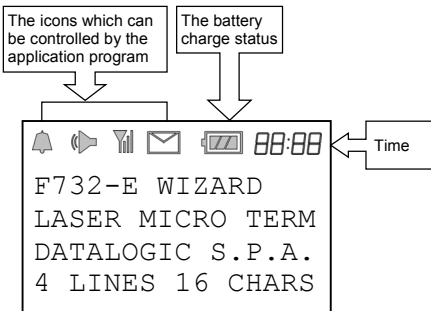 The icons which can
be controlled by the
application program
The battery
charge status
88:88
Time
F732-E WIZARD
LASER MICRO TERM
DATALOGIC S.P.A.
4 LINES 16 CHARS